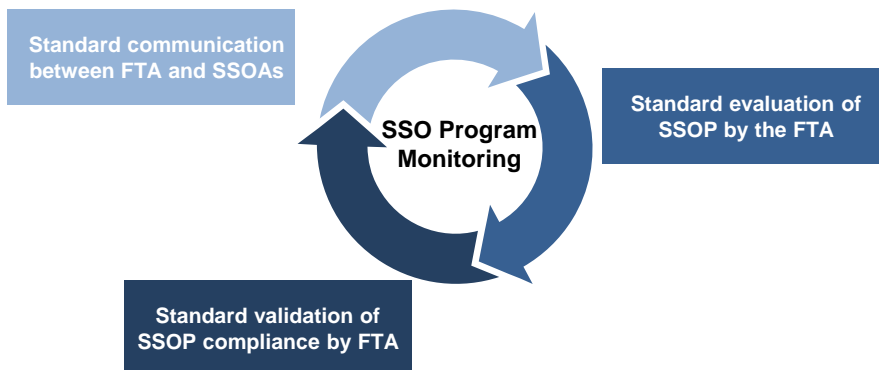 Standard communication
between FTA and SSOAs
Standard evaluation of
SSOP by the FTA
SSO Program
Monitoring
Standard validation of
SSOP compliance by FTA